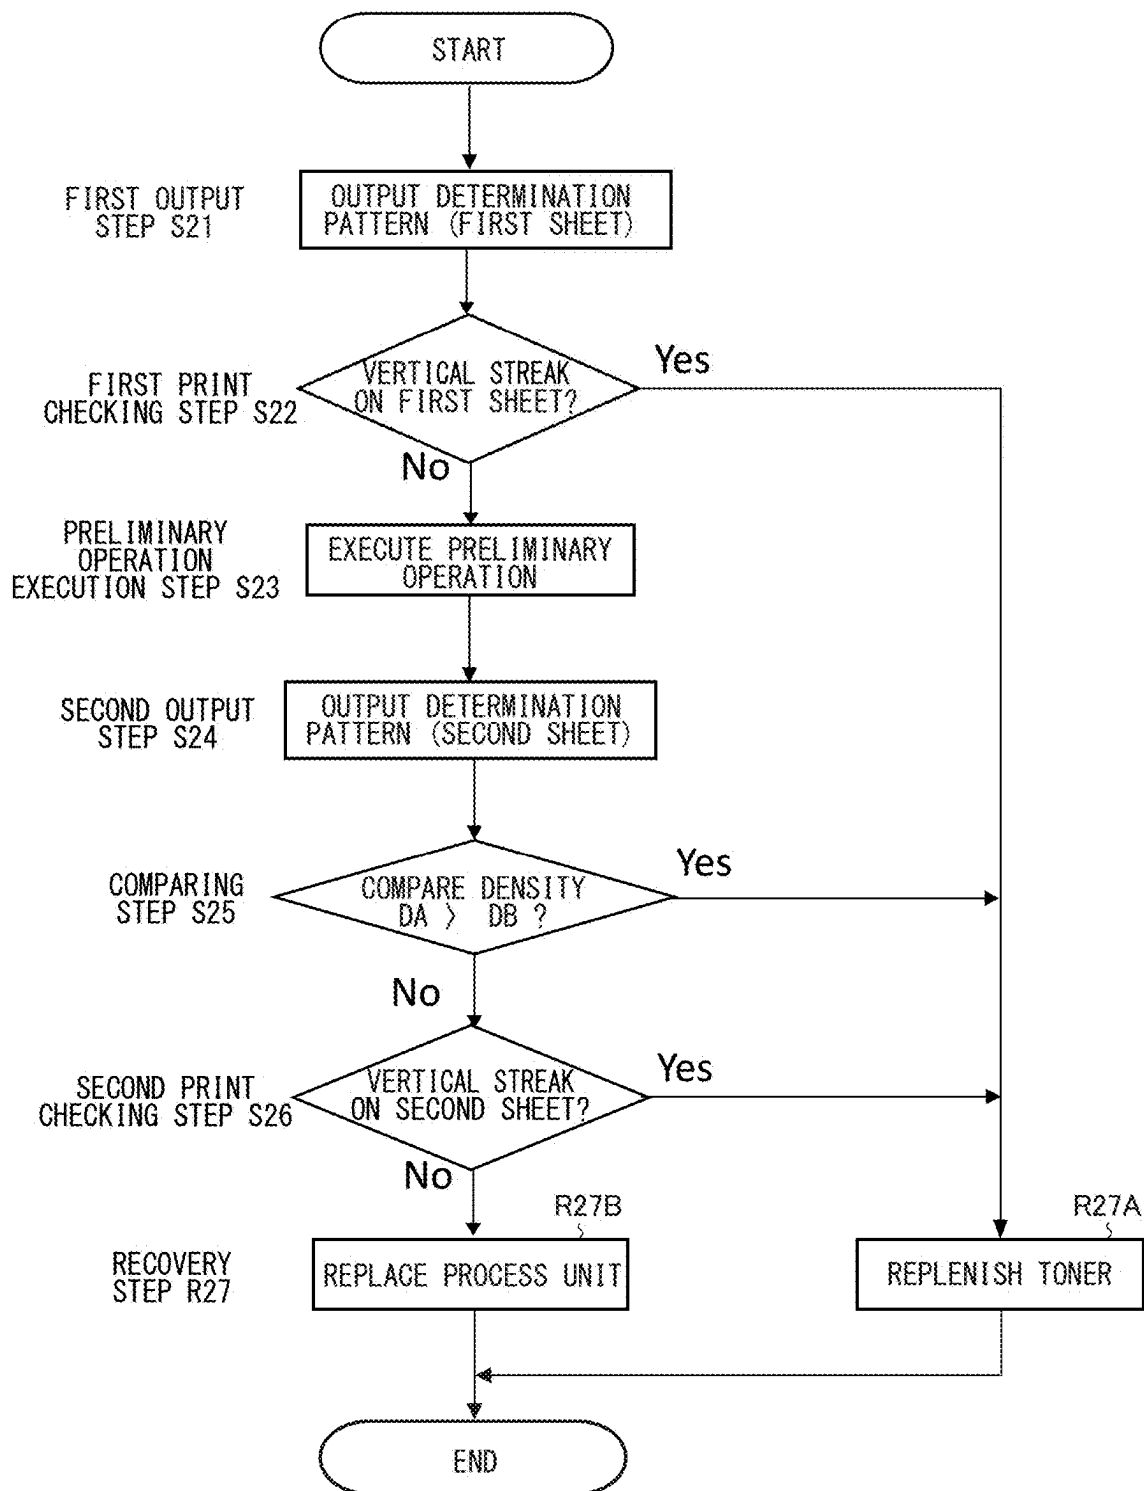 START
FIRST OUTPUT
STEP S21
OUTPUT DETERMINATION
PATTERN (FIRST SHEET)
FIRST PRINT
CHECKING STEP S22
VERTICAL STREAK
ON FIRST SHEET?
Yes
No
PRELIMINARY
OPERATION
EXECUTION STEP S23
EXECUTE PRELIMINARY
OPERATION
SECOND OUTPUT
STEP S24
OUTPUT DETERMINATION
PATTERN (SECOND SHEET)
COMPARING
STEP S25
COMPARE DENSITY
DA > DB ?
Yes
No
SECOND PRINT
CHECKING STEP S26
VERTICAL STREAK
ON SECOND SHEET?
Yes
No
RECOVERY
STEP R27
R27B
REPLACE PROCESS UNIT
R27A
REPLENISH TONER
END